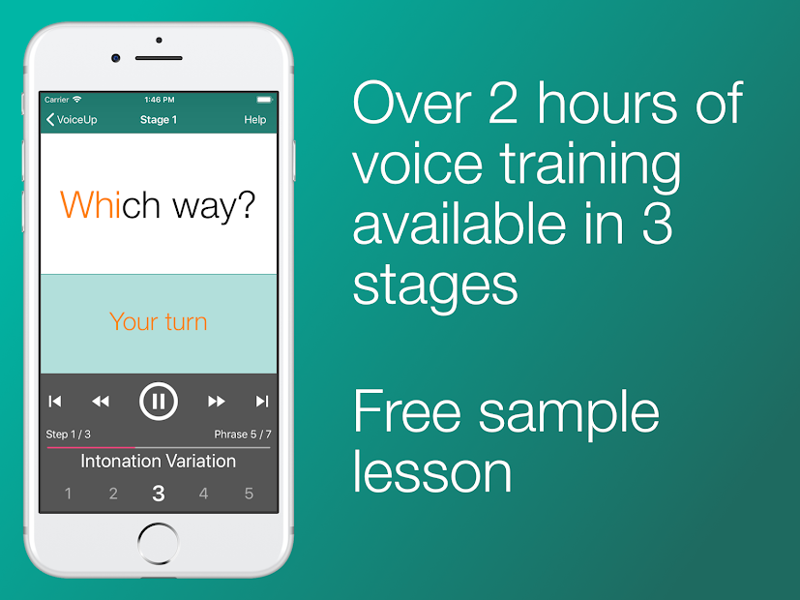 Carrier 1:46 PM
VoiceUp Stage 1 Help
Which way?
Your turn
Step 1 / 3 Phrase 5 / 7
Intonation Variation
1 2 3 4 5
Over 2 hours of
voice training
available in 3
stages
Free sample
lesson